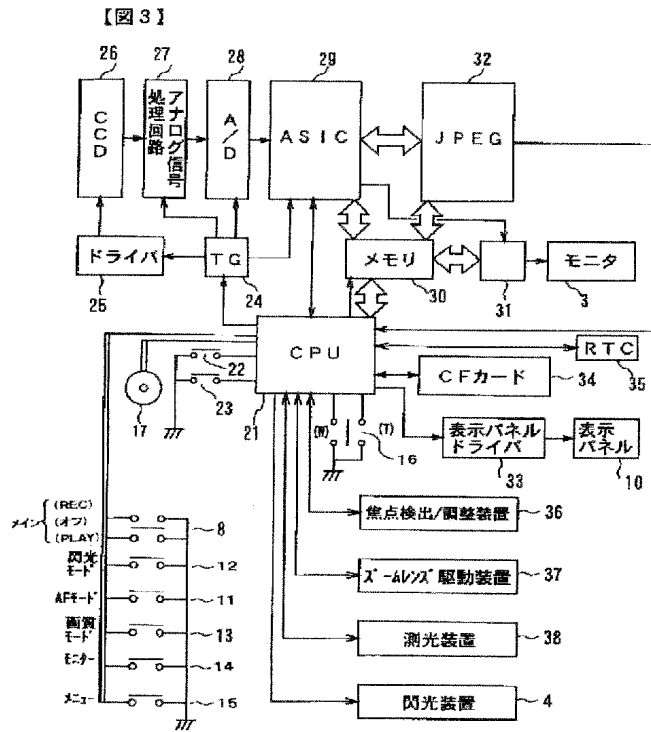 【図3】
26
27
28
29
32
CCD
アナログ信号
処理回路
A/D
ASIC
JPEG
ドライバ
TG
メモリ
モニタ
25
24
30
31
3
CPU
RTC
22
23
17
21
CFカード
34
35
(W)
(T)
16
表示パネル
ドライバ
表示
パネル
33
10
(REC)
メイン
(オフ)
(PLAY)
8
閃光
モード
12
AFモード
11
画質
モード
13
モニター
14
メニュー
15
焦点検出/調整装置
36
ズームレンズ駆動装置
37
測光装置
38
閃光装置
4